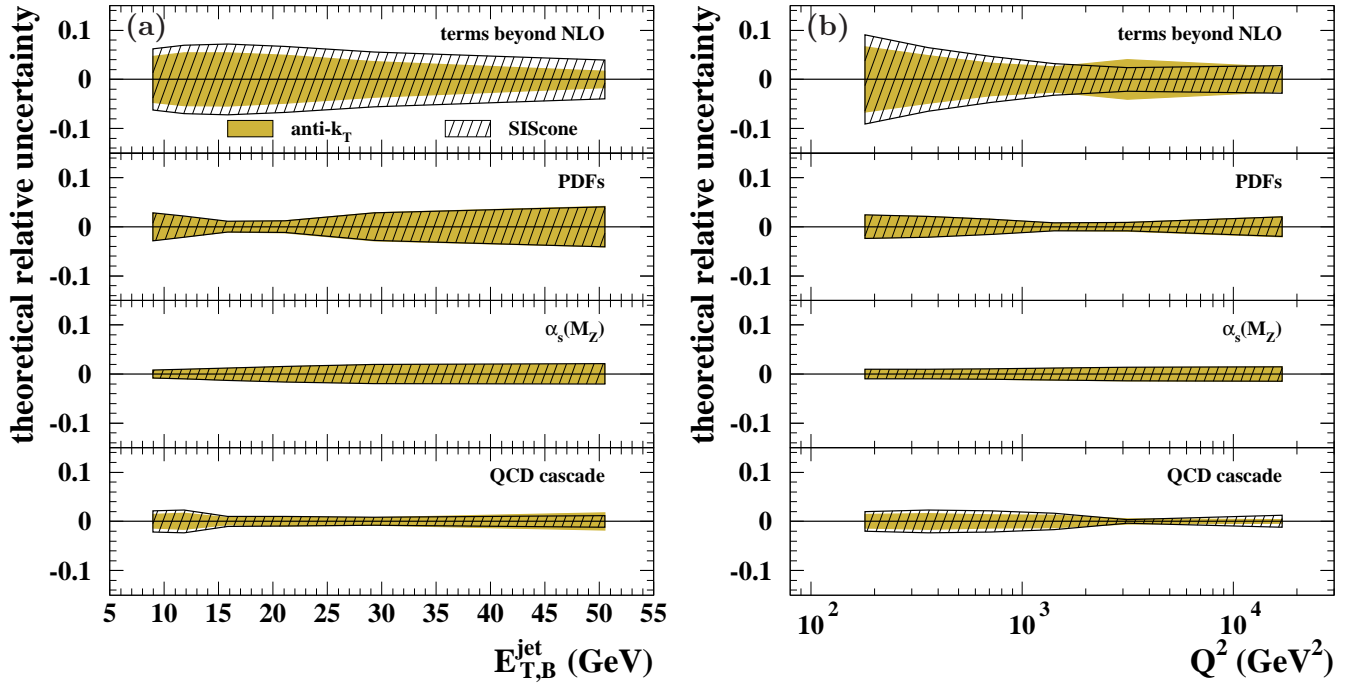 theoretical relative uncertainty
(a)
terms beyond NLO
0.1
0
-0.1
anti-k_T
SIScone
PDFs
0.1
0
-0.1
α_s(M_Z)
0.1
0
-0.1
QCD cascade
0.1
0
-0.1
5 10 15 20 25 30 35 40 45 50 55
E^jet_T,B (GeV)
theoretical relative uncertainty
(b)
terms beyond NLO
0.1
0
-0.1
PDFs
0.1
0
-0.1
α_s(M_Z)
0.1
0
-0.1
QCD cascade
0.1
0
-0.1
10^2 10^3 10^4
Q^2 (GeV^2)